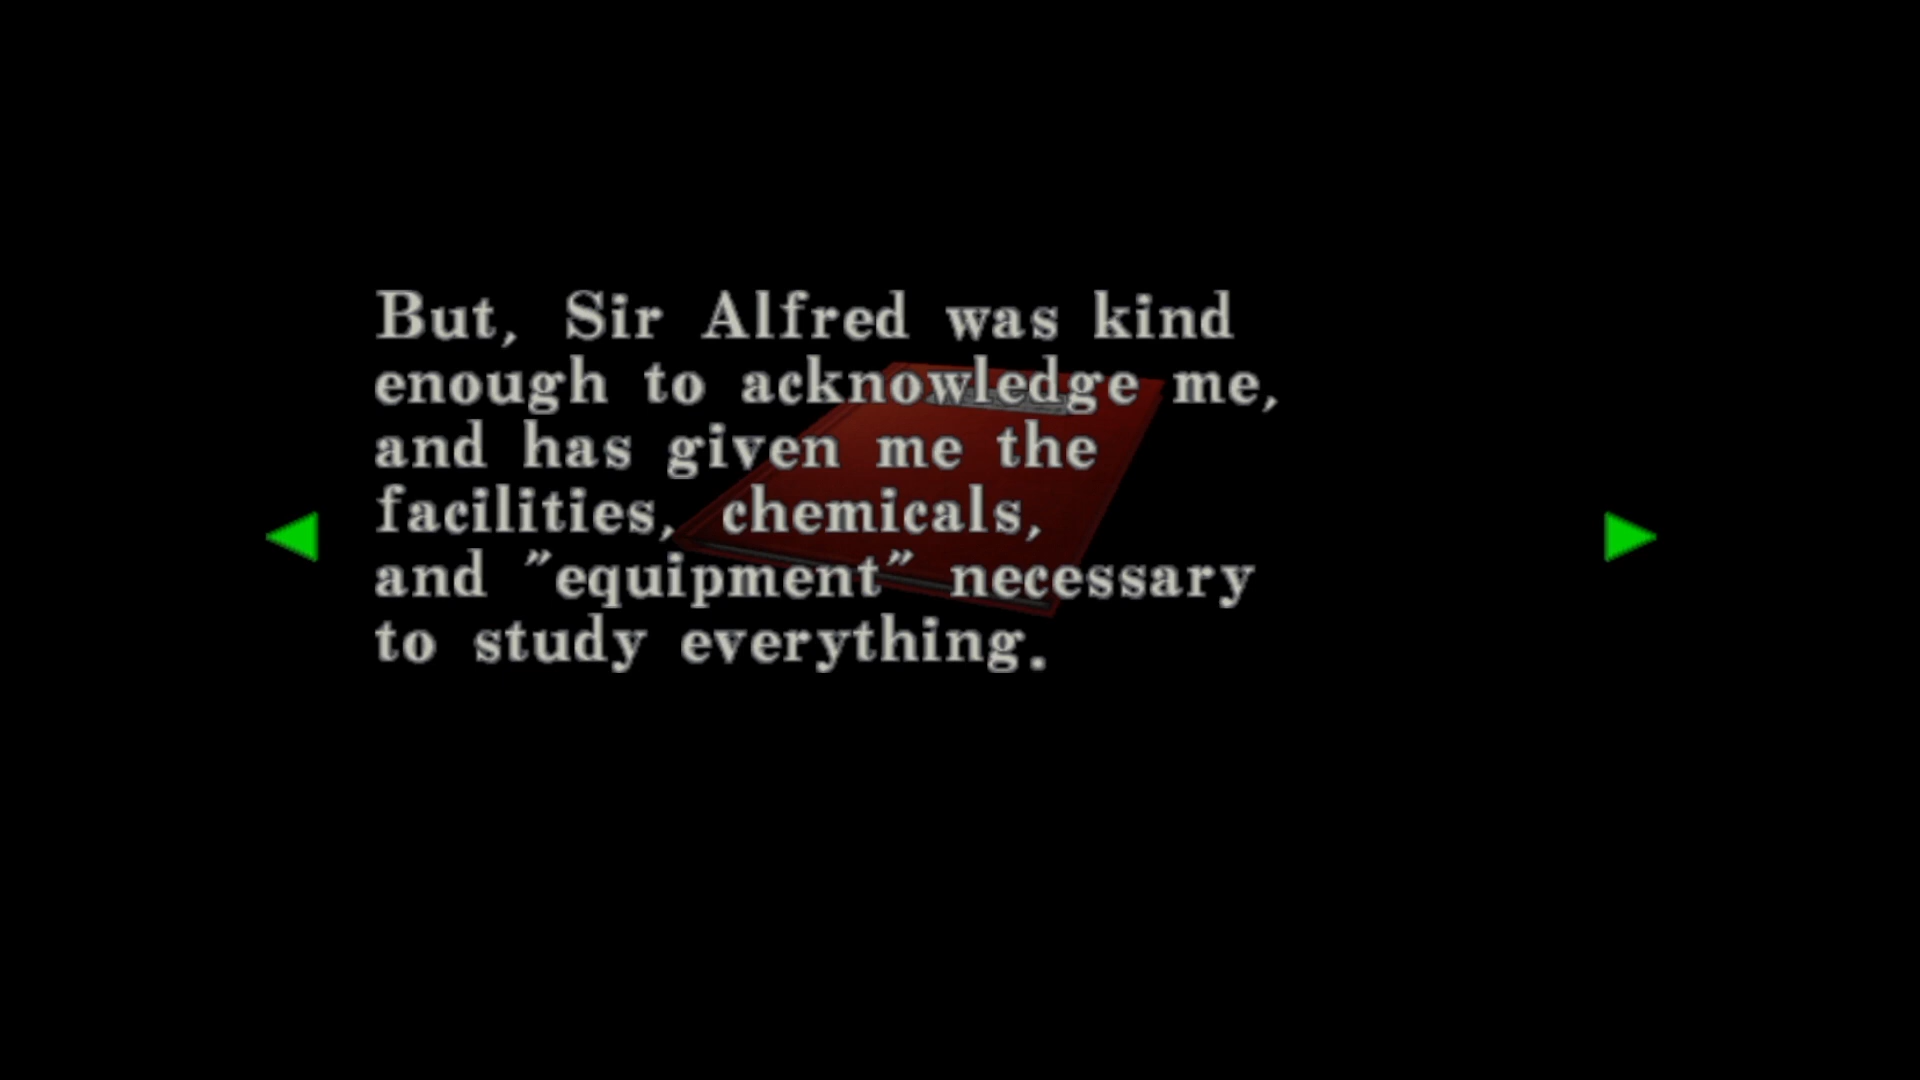 But, Sir Alfred was kind
enough to acknowledge me,
and has given me the
facilities, chemicals,
and "equipment" necessary
to study everything.